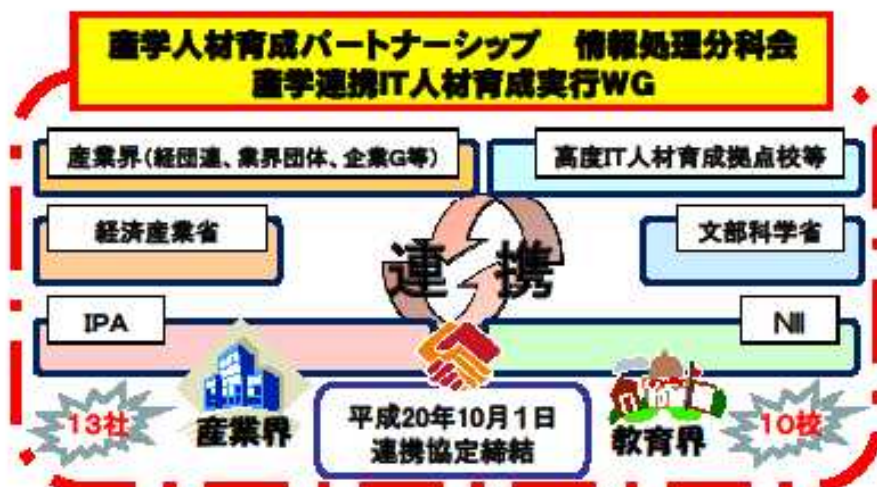 産学人材育成パートナーシップ　情報処理分科会
産学連携IT人材育成実行WG
産業界(経団連、業界団体、企業G等)
高度IT人材育成拠点校等
経済産業省
文部科学省
連携
IPA
NII
13社
産業界
平成20年10月1日
連携協定締結
教育界
10校